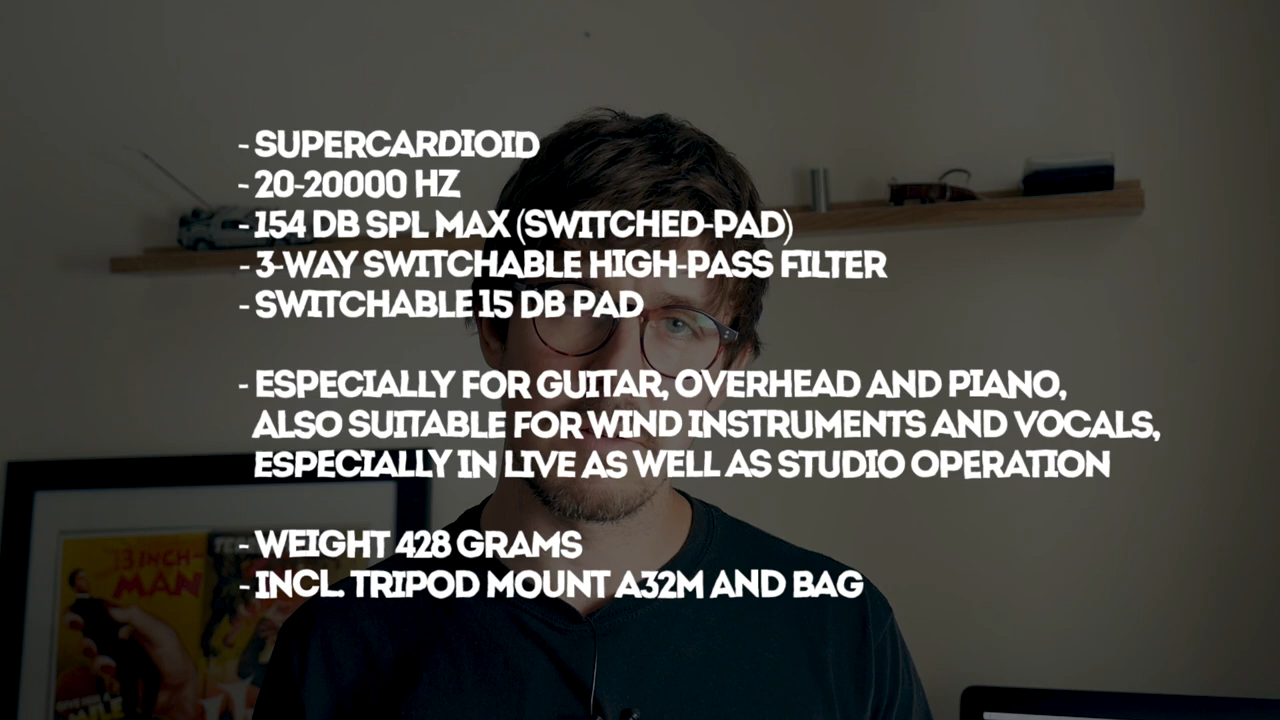 - SUPERCARDIOID
- 20-20000 HZ
- 154 DB SPL MAX (SWITCHED-PAD)
- 3-WAY SWITCHABLE HIGH-PASS FILTER
- SWITCHABLE 15 DB PAD
- ESPECIALLY FOR GUITAR, OVERHEAD AND PIANO,
ALSO SUITABLE FOR WIND INSTRUMENTS AND VOCALS,
ESPECIALLY IN LIVE AS WELL AS STUDIO OPERATION
- WEIGHT 428 GRAMS
- INCL. TRIPOD MOUNT A32M AND BAG
3 INCH-
MAN